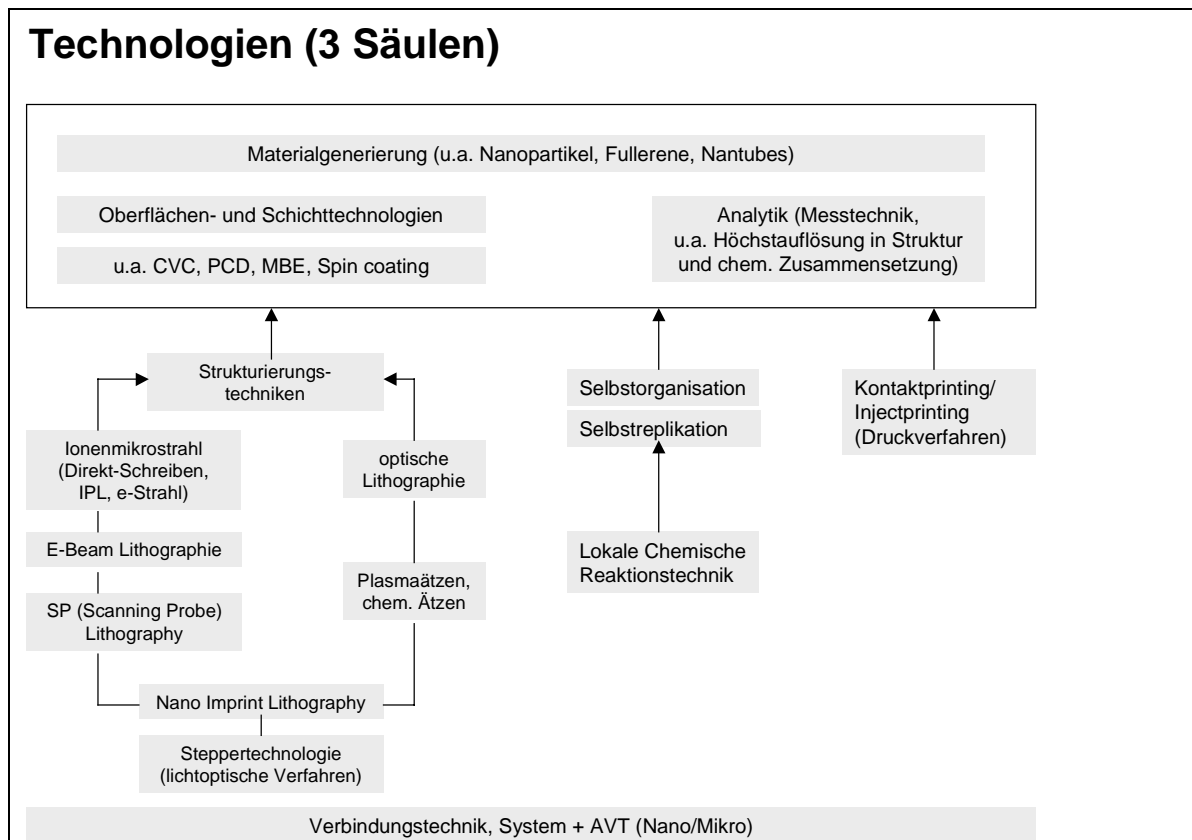 Technologien (3 Säulen)
Materialgenerierung (u.a. Nanopartikel, Fullerene, Nantubes)
Oberflächen- und Schichttechnologien
u.a. CVC, PCD, MBE, Spin coating
Analytik (Messtechnik,
u.a. Höchstauflösung in Struktur
und chem. Zusammensetzung)
Strukturierungs-
techniken
Ionenmikrostrahl
(Direkt-Schreiben,
IPL, e-Strahl)
E-Beam Lithographie
SP (Scanning Probe)
Lithography
optische
Lithographie
Plasmaätzen,
chem. Ätzen
Nano Imprint Lithography
Steppertechnologie
(lichtoptische Verfahren)
Selbstorganisation
Selbstreplikation
Lokale Chemische
Reaktionstechnik
Kontaktprinting/
Injectprinting
(Druckverfahren)
Verbindungstechnik, System + AVT (Nano/Mikro)